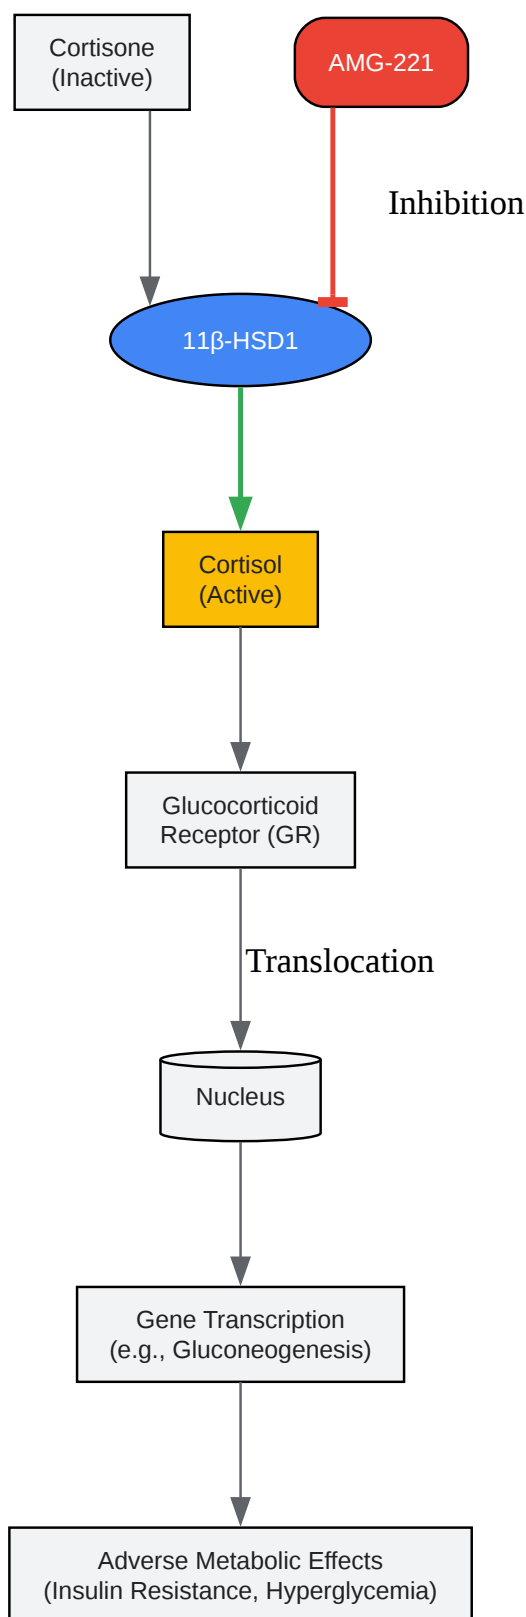 Cortisone
(Inactive)
AMG-221
Inhibition
11β-HSD1
Cortisol
(Active)
Glucocorticoid
Receptor (GR)
Translocation
Nucleus
Gene Transcription
(e.g., Gluconeogenesis)
Adverse Metabolic Effects
(Insulin Resistance, Hyperglycemia)